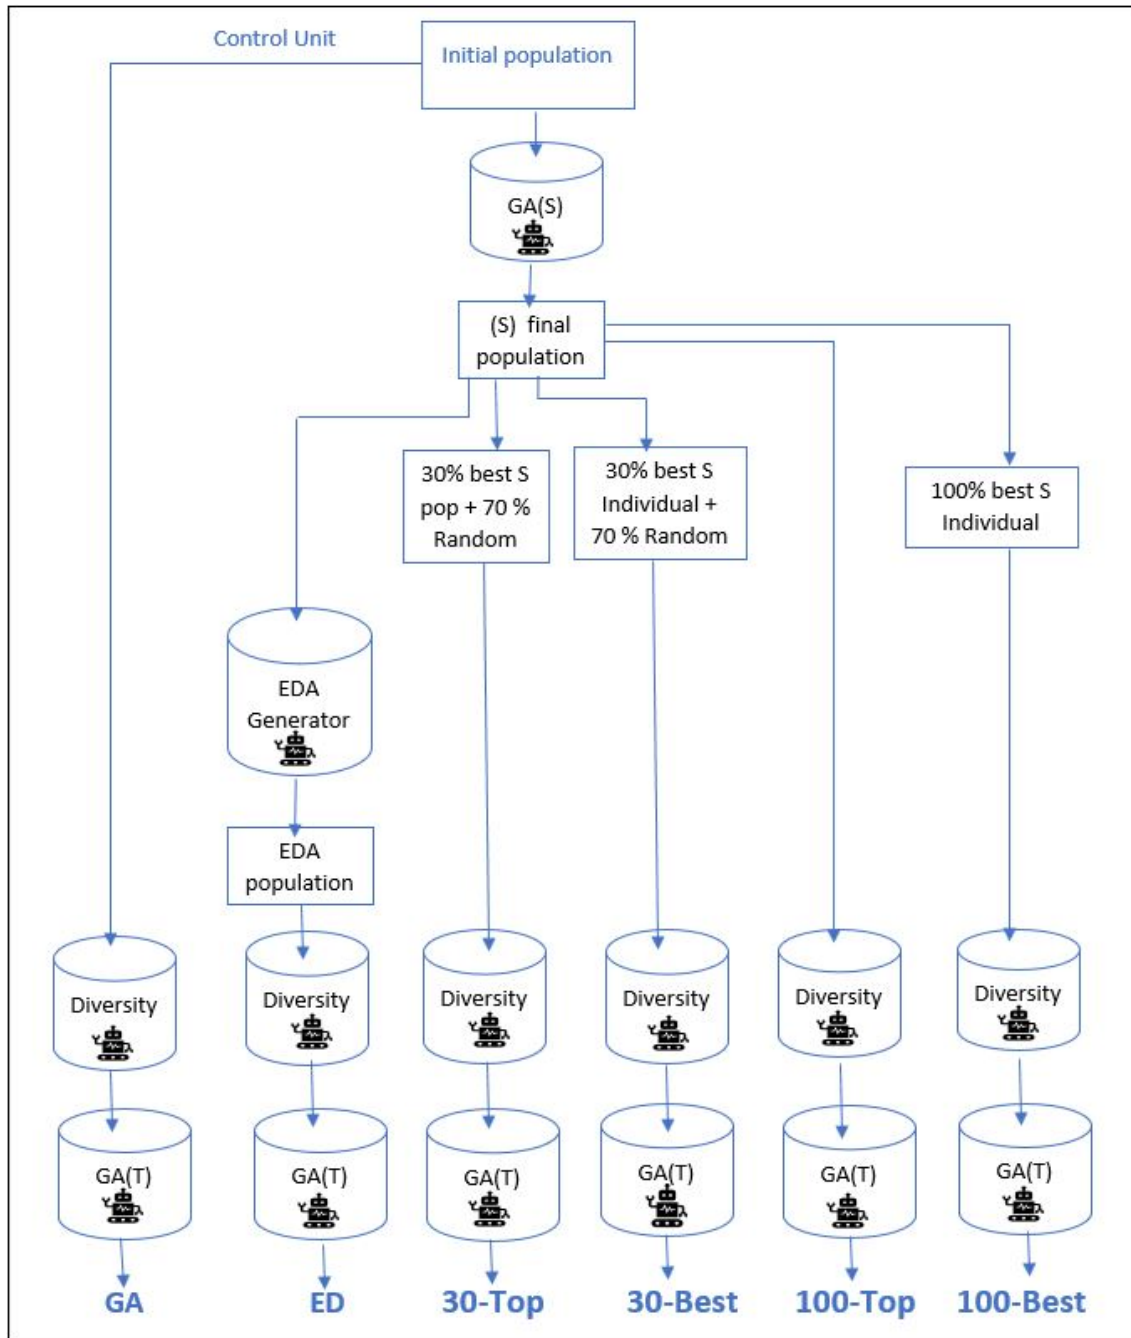 Control Unit
Initial population
GA(S)
(S) final
population
30% best S
pop + 70 %
Random
30% best S
Individual +
70 % Random
100% best S
Individual
EDA
Generator
EDA
population
Diversity
Diversity
Diversity
Diversity
Diversity
Diversity
GA(T)
GA(T)
GA(T)
GA(T)
GA(T)
GA(T)
GA
ED
30-Top
30-Best
100-Top
100-Best